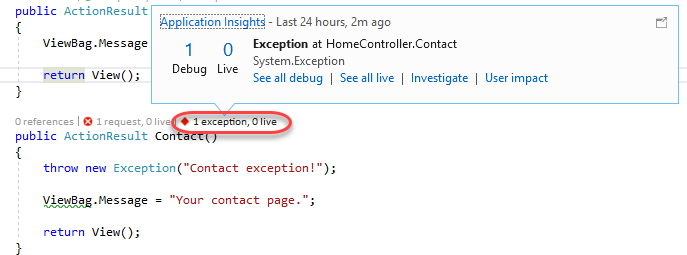 public ActionResult
{
ViewBag.Message
return View();
}
Application Insights - Last 24 hours, 2m ago
1 Debug
0 Live
Exception at HomeController.Contact
System.Exception
See all debug | See all live | Investigate | User impact
0 references | 1 request, 0 live | 1 exception, 0 live
public ActionResult Contact()
{
throw new Exception("Contact exception!");
ViewBag.Message = "Your contact page.";
return View();
}